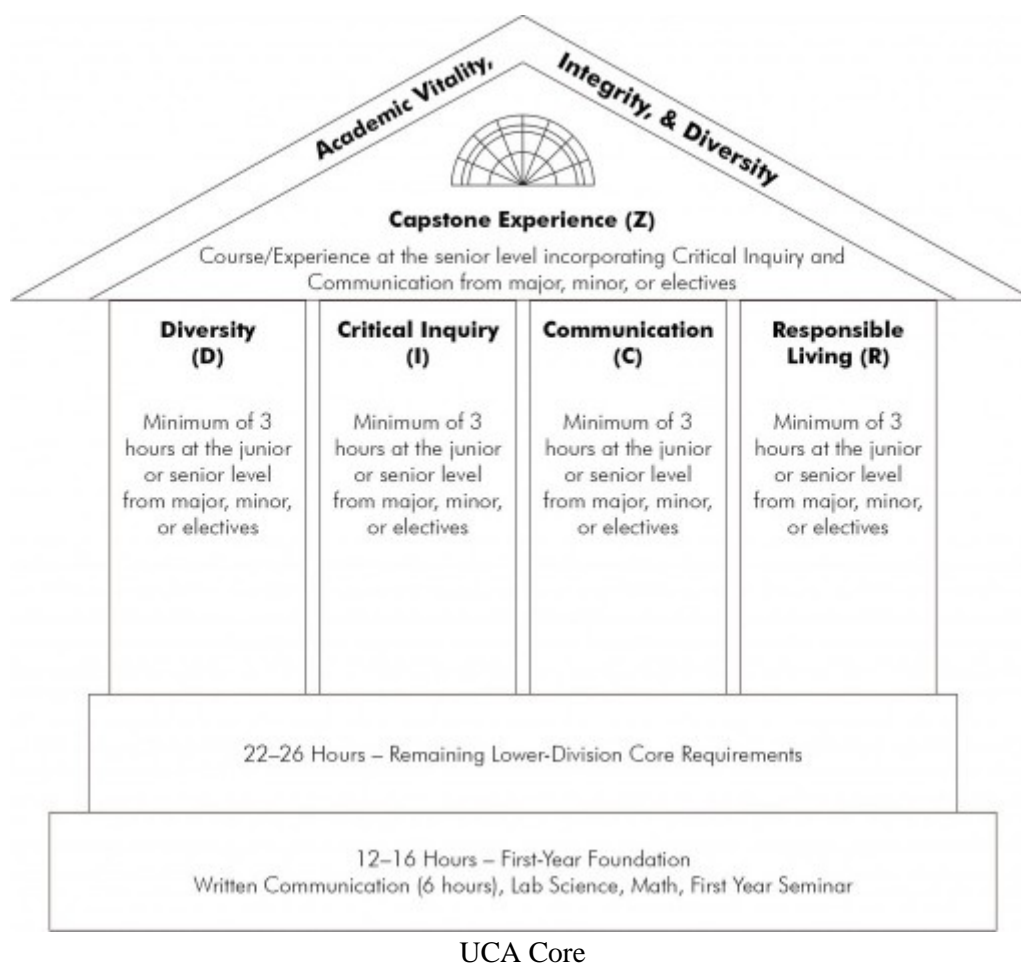 Academic Vitality,
Integrity, & Diversity
Capstone Experience (Z)
Course/Experience at the senior level incorporating Critical Inquiry and
Communication from major, minor, or electives
Diversity
(D)
Minimum of 3
hours at the junior
or senior level
from major, minor,
or electives
Critical Inquiry
(I)
Minimum of 3
hours at the junior
or senior level
from major, minor,
or electives
Communication
(C)
Minimum of 3
hours at the junior
or senior level
from major, minor,
or electives
Responsible
Living (R)
Minimum of 3
hours at the junior
or senior level
from major, minor,
or electives
22–26 Hours – Remaining Lower-Division Core Requirements
12–16 Hours – First-Year Foundation
Written Communication (6 hours), Lab Science, Math, First Year Seminar
UCA Core